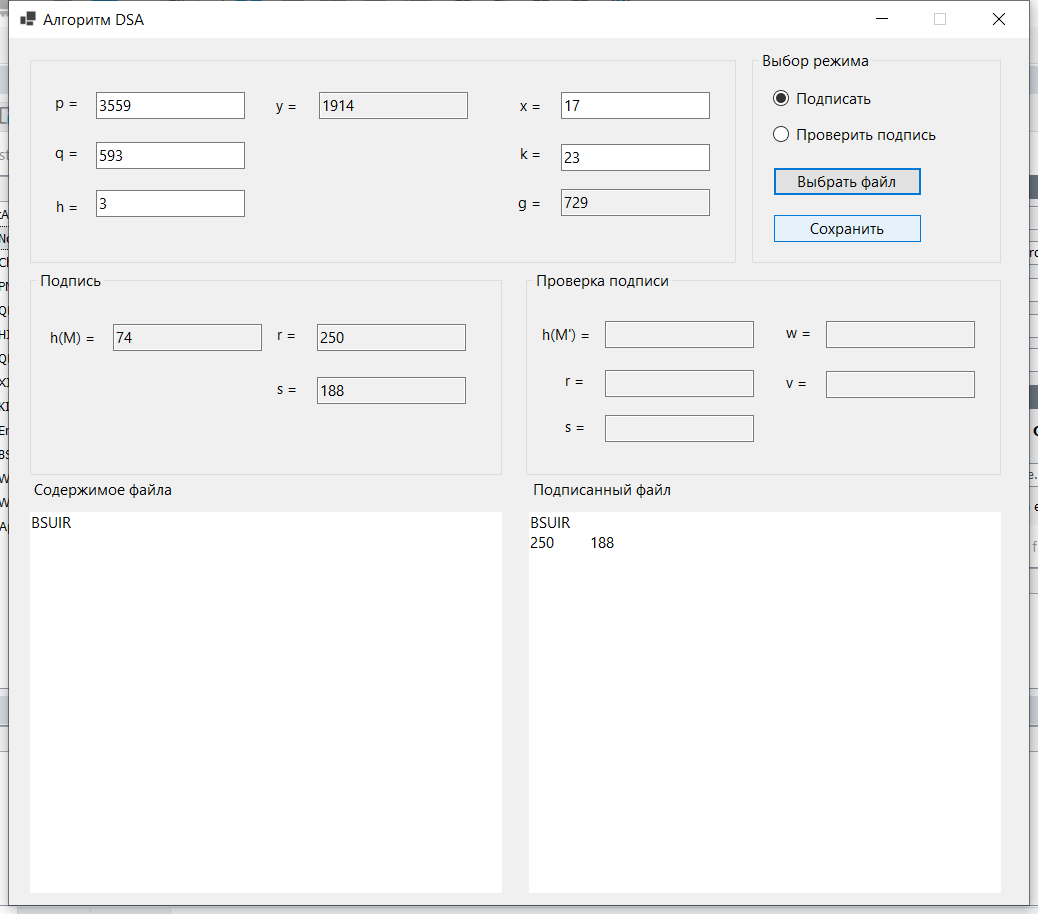 Алгоритм DSA
p = 3559
y = 1914
x = 17
q = 593
k = 23
h = 3
g = 729
Выбор режима
Подписать
Проверить подпись
Выбрать файл
Сохранить
Подпись
h(M) = 74
r = 250
s = 188
Проверка подписи
h(M') =
w =
r =
v =
s =
Содержимое файла
BSUIR
Подписанный файл
BSUIR
250 188